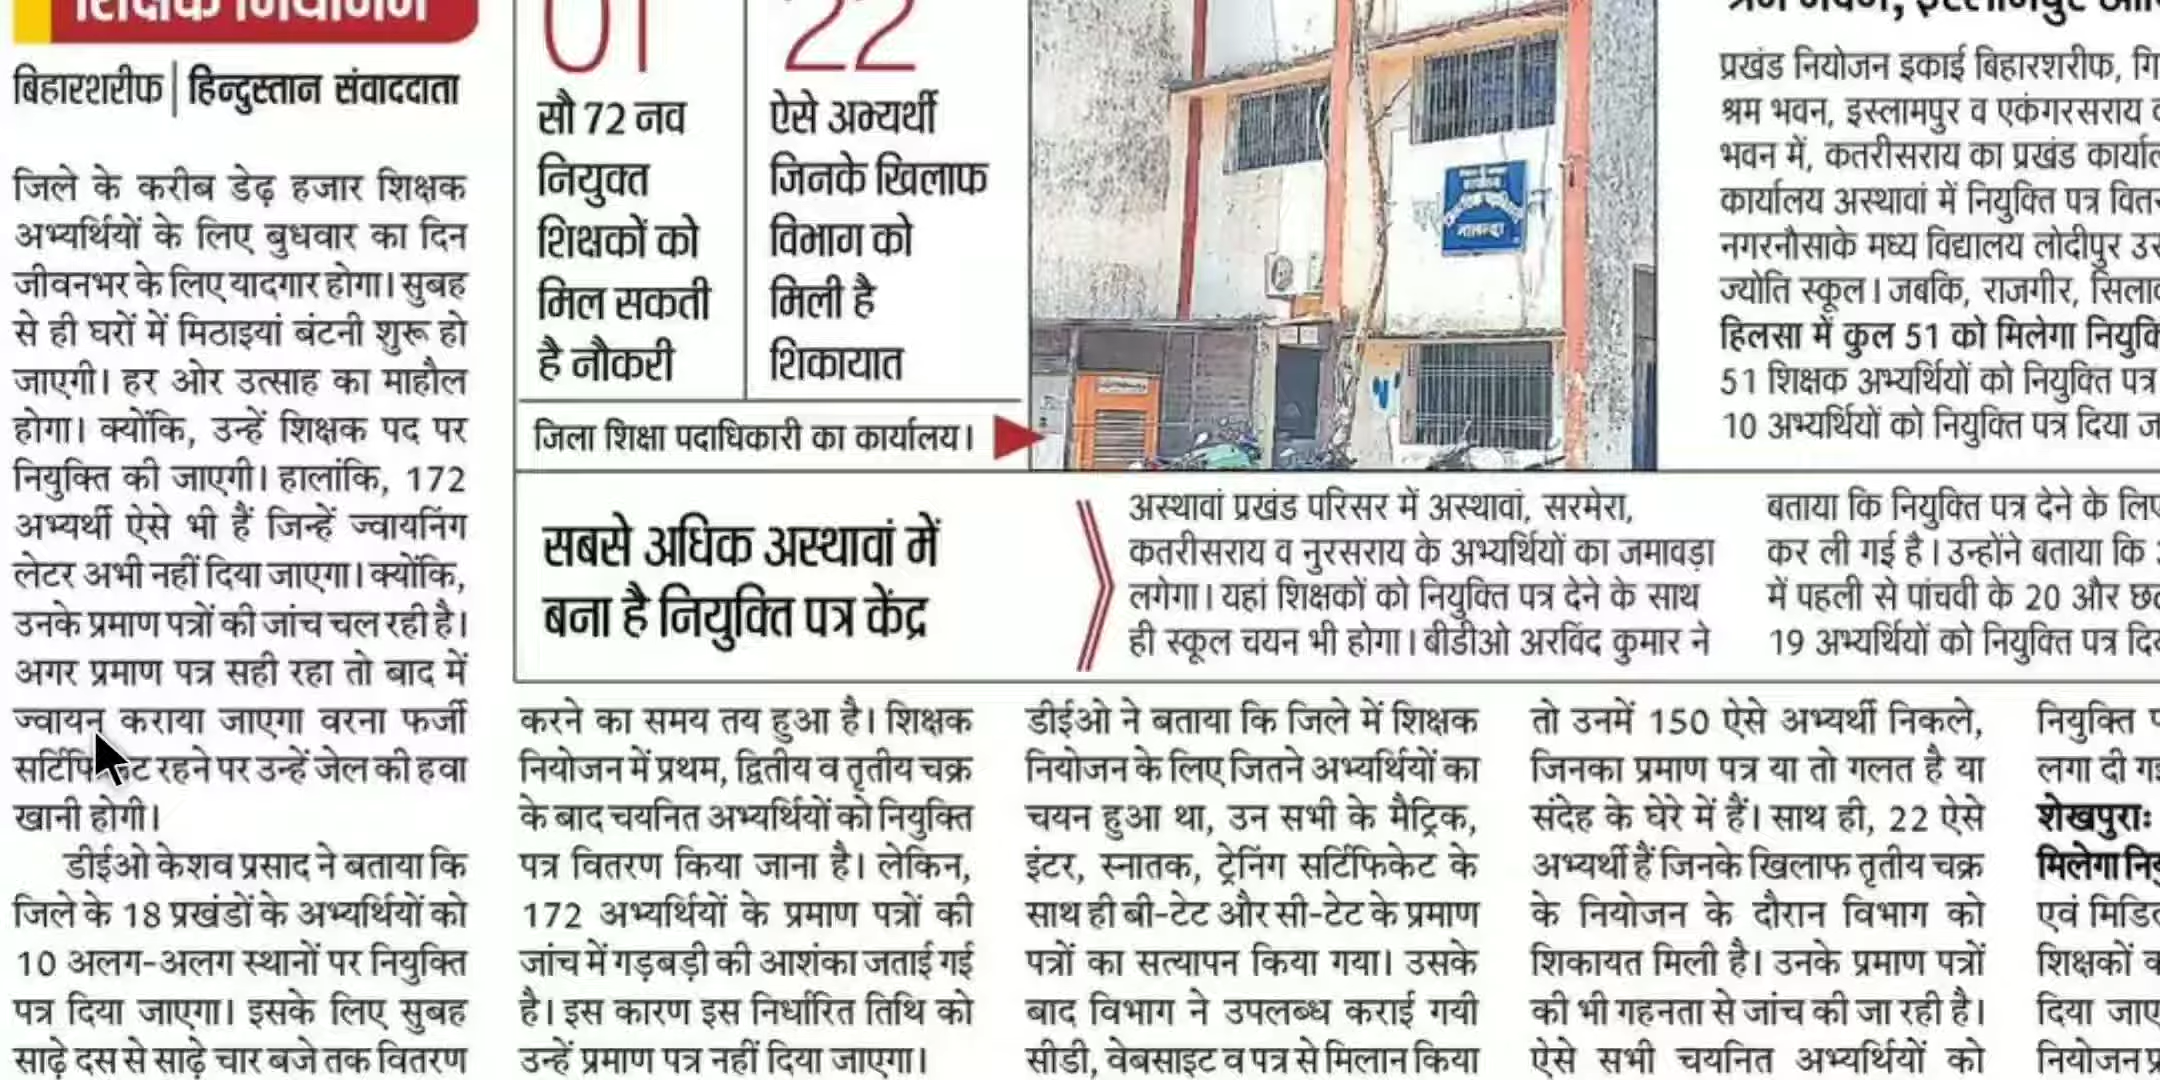 शिक्षक नियोजन
बिहारशरीफ | हिन्दुस्तान संवाददाता
जिले के करीब डेढ़ हजार शिक्षक
अभ्यर्थियों के लिए बुधवार का दिन
जीवनभर के लिए यादगार होगा। सुबह
से ही घरों में मिठाइयां बंटनी शुरू हो
जाएगी। हर ओर उत्साह का माहौल
होगा। क्योंकि, उन्हें शिक्षक पद पर
नियुक्ति की जाएगी। हालांकि, 172
अभ्यर्थी ऐसे भी हैं जिन्हें ज्वायनिंग
लेटर अभी नहीं दिया जाएगा। क्योंकि,
उनके प्रमाण पत्रों की जांच चल रही है।
अगर प्रमाण पत्र सही रहा तो बाद में
ज्वायन कराया जाएगा वरना फर्जी
सर्टिफिकेट रहने पर उन्हें जेल की हवा
खानी होगी।
डीईओ केशव प्रसाद ने बताया कि
जिले के 18 प्रखंडों के अभ्यर्थियों को
10 अलग-अलग स्थानों पर नियुक्ति
पत्र दिया जाएगा। इसके लिए सुबह
साढ़े दस से साढ़े चार बजे तक वितरण
01
सौ 72 नव
नियुक्त
शिक्षकों को
मिल सकती
है नौकरी
22
ऐसे अभ्यर्थी
जिनके खिलाफ
विभाग को
मिली है
शिकायत
जिला शिक्षा पदाधिकारी का कार्यालय।
नालन्दा
प्रखंड नियोजन इकाई बिहारशरीफ,
श्रम भवन, इस्लामपुर व एकंगरसराय
भवन में, कतरीसराय का प्रखंड
कार्यालय अस्थावां में नियुक्ति पत्र
नगरनौसाके मध्य विद्यालय लोदीपुर
ज्योति स्कूल। जबकि, राजगीर,
हिलसा में कुल 51 को मिलेगा
51 शिक्षक अभ्यर्थियों को नियुक्ति पत्र
10 अभ्यर्थियों को नियुक्ति पत्र दिया
सबसे अधिक अस्थावां में
बना है नियुक्ति पत्र केंद्र
अस्थावां प्रखंड परिसर में अस्थावां, सरमेरा,
कतरीसराय व नुरसराय के अभ्यर्थियों का जमावड़ा
लगेगा। यहां शिक्षकों को नियुक्ति पत्र देने के साथ
ही स्कूल चयन भी होगा। बीडीओ अरविंद कुमार ने
बताया कि नियुक्ति पत्र देने के
कर ली गई है। उन्होंने बताया कि
में पहली से पांचवी के 20 और
19 अभ्यर्थियों को नियुक्ति पत्र
करने का समय तय हुआ है। शिक्षक
नियोजन में प्रथम, द्वितीय व तृतीय चक्र
के बाद चयनित अभ्यर्थियों को नियुक्ति
पत्र वितरण किया जाना है। लेकिन,
172 अभ्यर्थियों के प्रमाण पत्रों की
जांच में गड़बड़ी की आशंका जताई गई
है। इस कारण इस निर्धारित तिथि को
उन्हें प्रमाण पत्र नहीं दिया जाएगा।
डीईओ ने बताया कि जिले में शिक्षक
नियोजन के लिए जितने अभ्यर्थियों का
चयन हुआ था, उन सभी के मैट्रिक,
इंटर, स्नातक, ट्रेनिंग सर्टिफिकेट के
साथ ही बी-टेट और सी-टेट के प्रमाण
पत्रों का सत्यापन किया गया। उसके
बाद विभाग ने उपलब्ध कराई गयी
सीडी, वेबसाइट व पत्र से मिलान किया
तो उनमें 150 ऐसे अभ्यर्थी निकले,
जिनका प्रमाण पत्र या तो गलत है या
संदेह के घेरे में हैं। साथ ही, 22 ऐसे
अभ्यर्थी हैं जिनके खिलाफ तृतीय चक्र
के नियोजन के दौरान विभाग को
शिकायत मिली है। उनके प्रमाण पत्रों
की भी गहनता से जांच की जा रही है।
ऐसे सभी चयनित अभ्यर्थियों को
नियुक्ति
लगा दी
शेखपुराः
मिलेगा
एवं
शिक्षकों
दिया